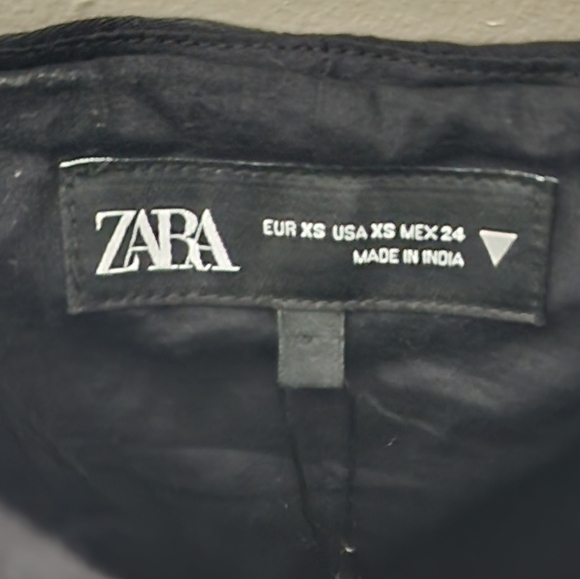 ZARA
EUR XS USA XS MEX 24
MADE IN INDIA